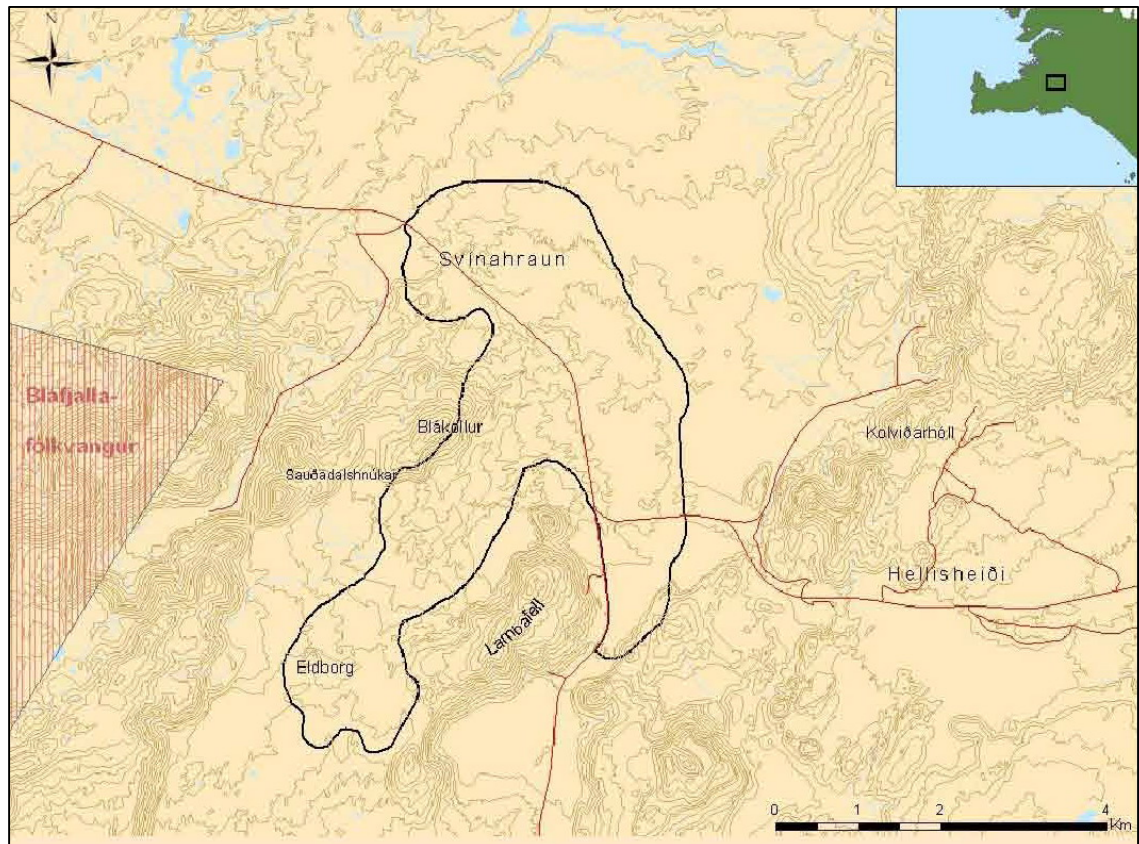 N
Svínahraun
Bláfjalla-
fólkvangur
Blákollur
Kolviðarhóll
Sauðadalshnúkar
Hellisheiði
Lambafell
Eldborg
0 1 2 4
Km